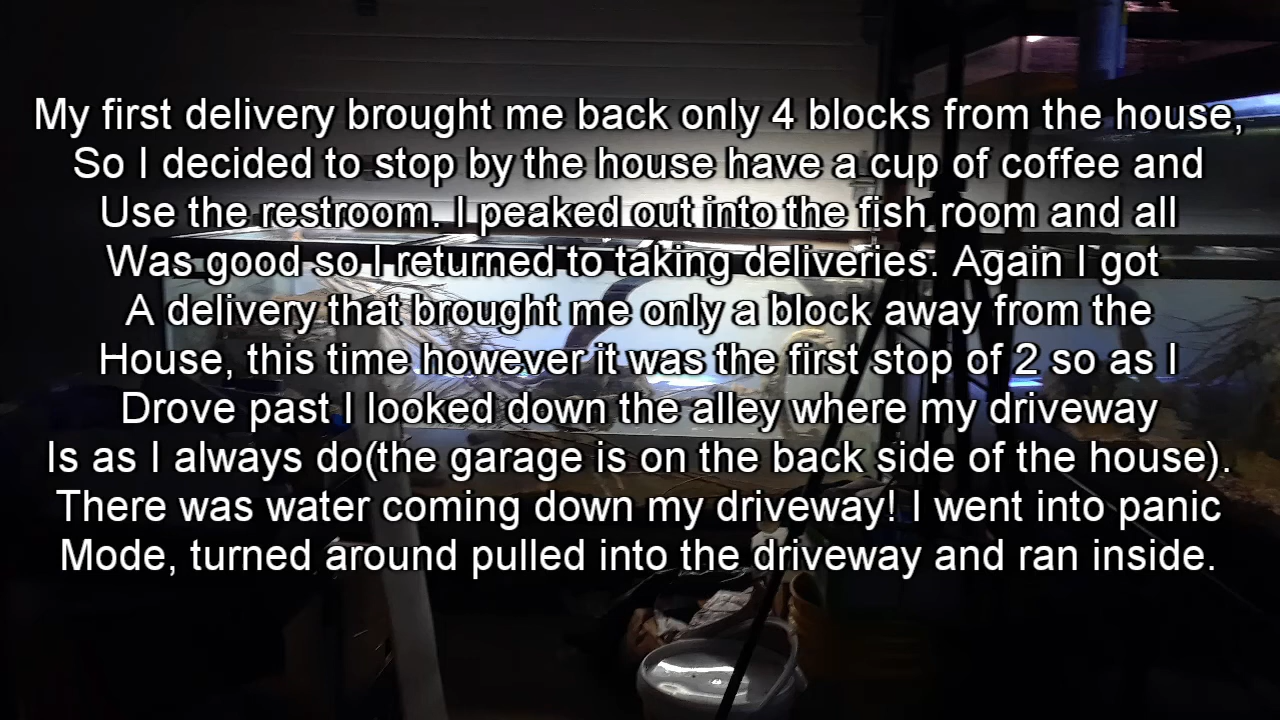 My first delivery brought me back only 4 blocks from the house,
So I decided to stop by the house have a cup of coffee and
Use the restroom. I peaked out into the fish room and all
Was good so I returned to taking deliveries. Again I got
A delivery that brought me only a block away from the
House, this time however it was the first stop of 2 so as I
Drove past I looked down the alley where my driveway
Is as I always do(the garage is on the back side of the house).
There was water coming down my driveway! I went into panic
Mode, turned around pulled into the driveway and ran inside.